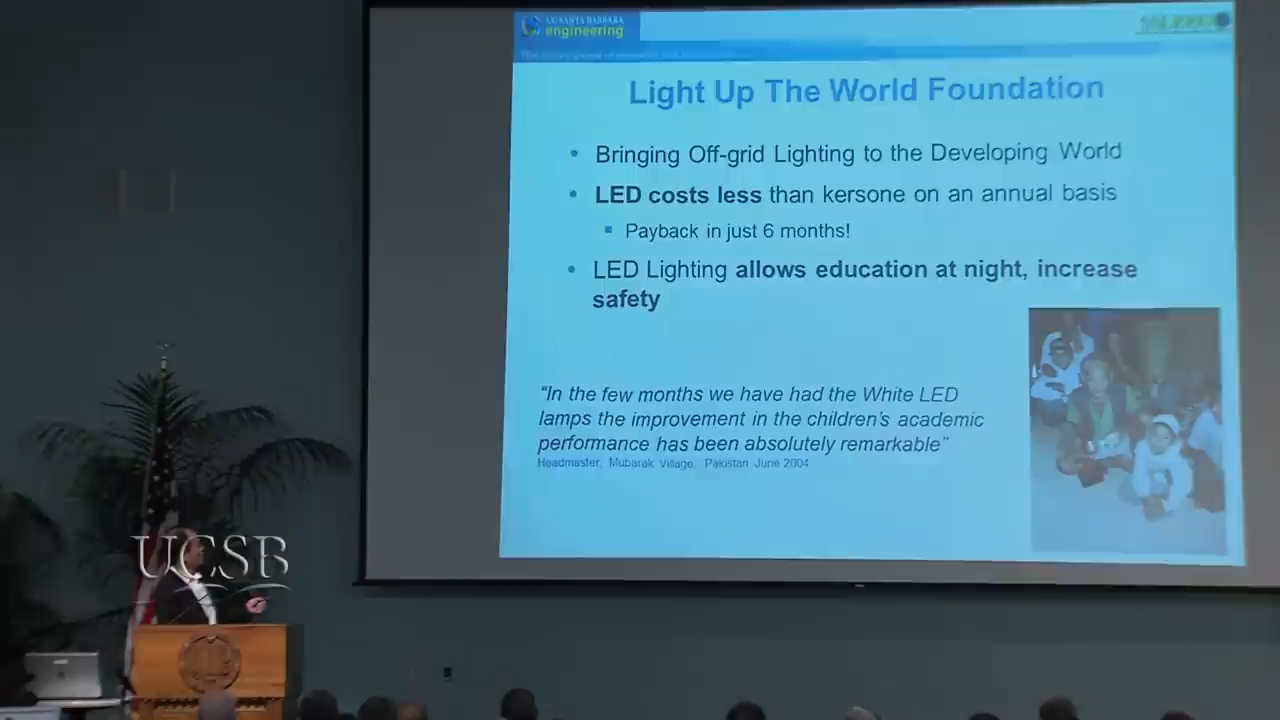 UC SANTA BARBARA
engineering
Light Up The World Foundation
• Bringing Off-grid Lighting to the Developing World
• LED costs less than kersone on an annual basis
▪ Payback in just 6 months!
• LED Lighting allows education at night, increase
safety
“In the few months we have had the White LED
lamps the improvement in the children’s academic
performance has been absolutely remarkable”
Headmaster, Mubarak Village, Pakistan June 2004
UCSB